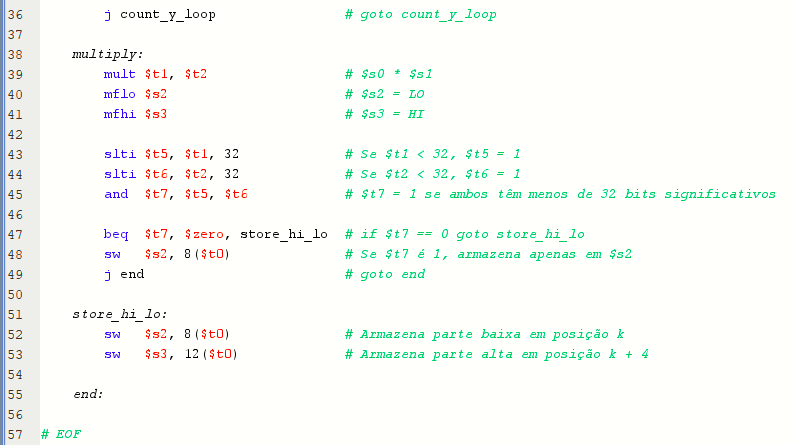 36 j count_y_loop # goto count_y_loop
37
38 multiply:
39 mult $t1, $t2 # $s0 * $s1
40 mflo $s2 # $s2 = LO
41 mfhi $s3 # $s3 = HI
42
43 slti $t5, $t1, 32 # Se $t1 < 32, $t5 = 1
44 slti $t6, $t2, 32 # Se $t2 < 32, $t6 = 1
45 and $t7, $t5, $t6 # $t7 = 1 se ambos têm menos de 32 bits significativos
46
47 beq $t7, $zero, store_hi_lo # if $t7 == 0 goto store_hi_lo
48 sw $s2, 8($t0) # Se $t7 é 1, armazena apenas em $s2
49 j end # goto end
50
51 store_hi_lo:
52 sw $s2, 8($t0) # Armazena parte baixa em posição k
53 sw $s3, 12($t0) # Armazena parte alta em posição k + 4
54
55 end:
56
57 # EOF